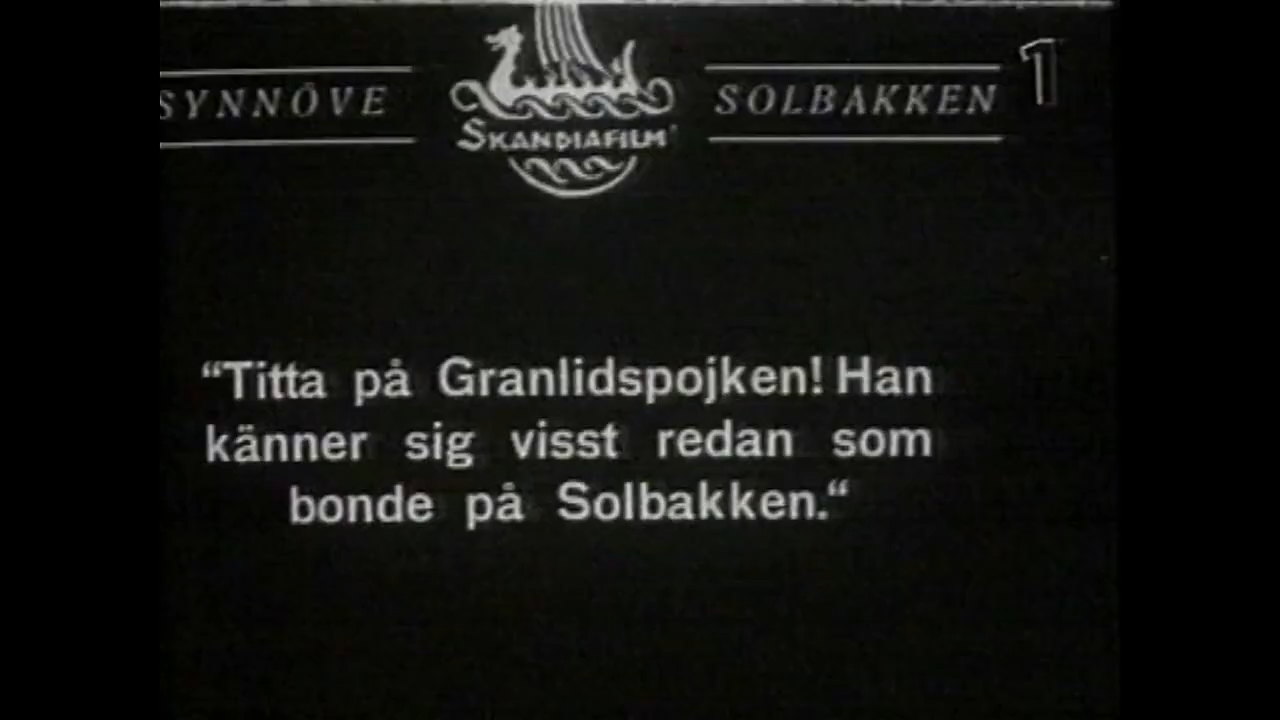 SYNNÖVE
SKANDIAFILM
SOLBAKKEN
1
“Titta på Granlidspojken! Han
känner sig visst redan som
bonde på Solbakken.“